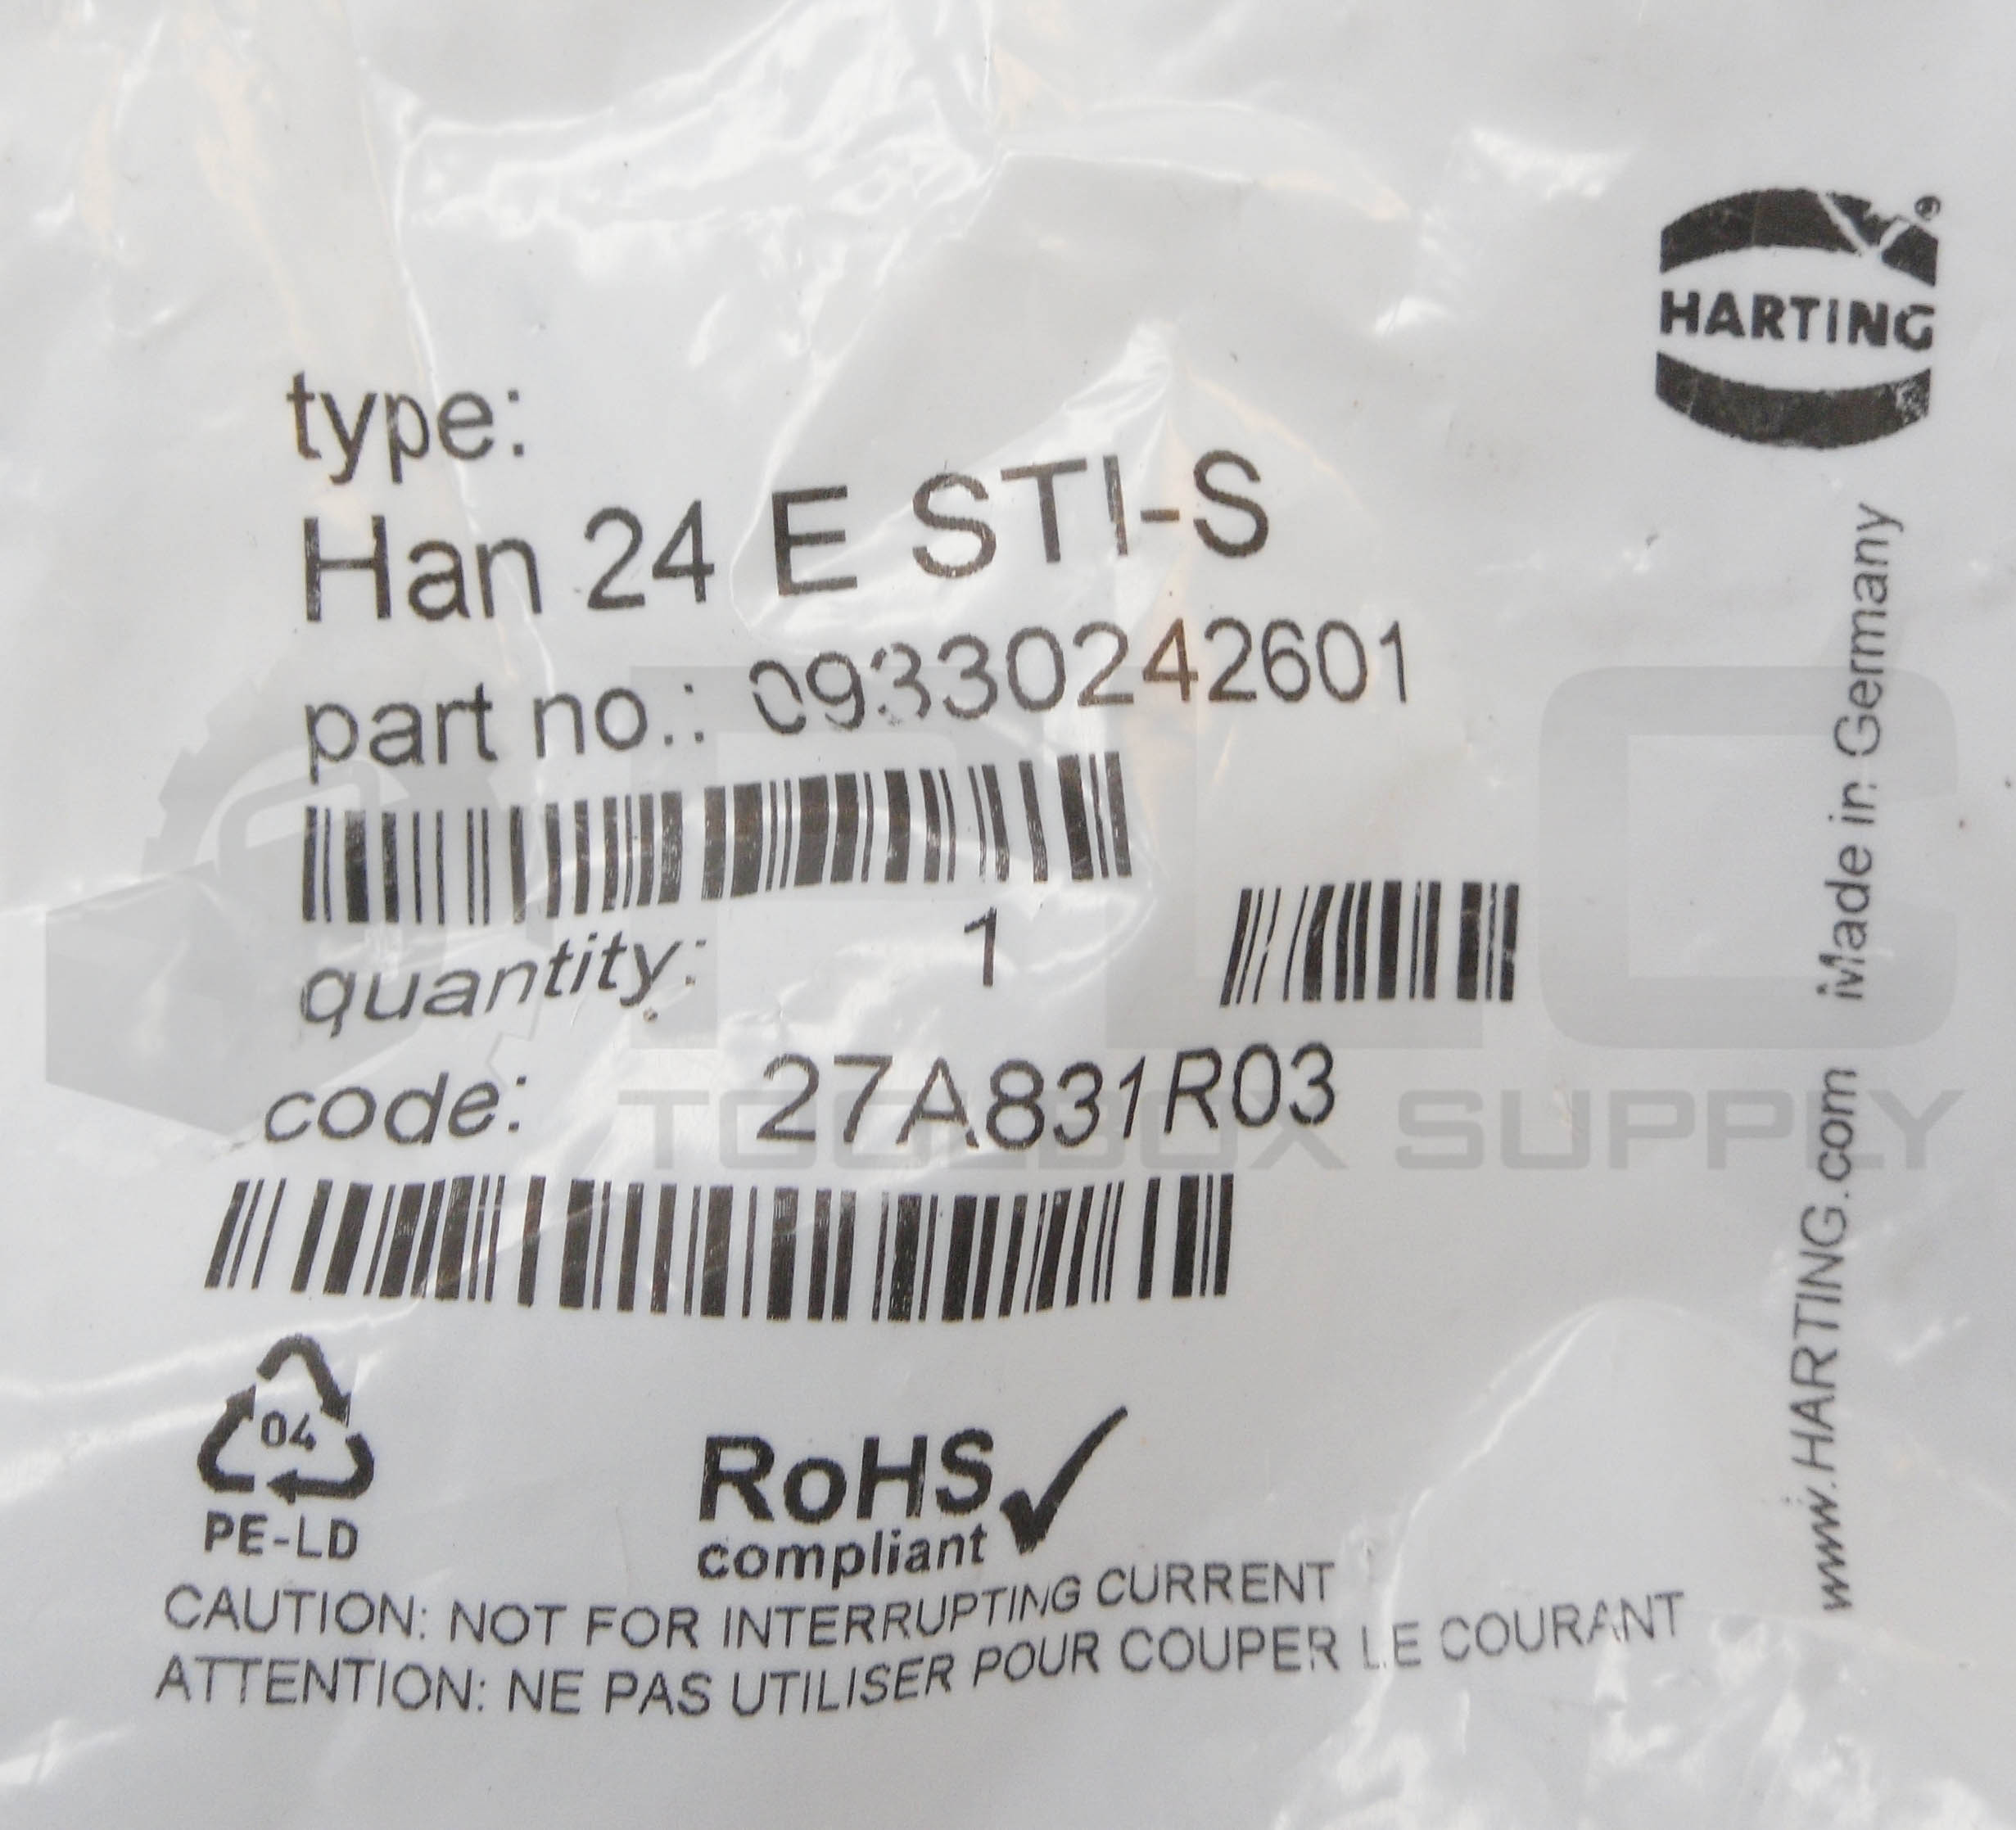 HARTING®
type:
Han 24 E STI-S
part no.: 09330242601
quantity: 1
code: 27A831R03
04
PE-LD
RoHS
compliant
CAUTION: NOT FOR INTERRUPTING CURRENT
ATTENTION: NE PAS UTILISER POUR COUPER LE COURANT
www.HARTING.com Made in Germany
PLC
TOOLBOX SUPPLY